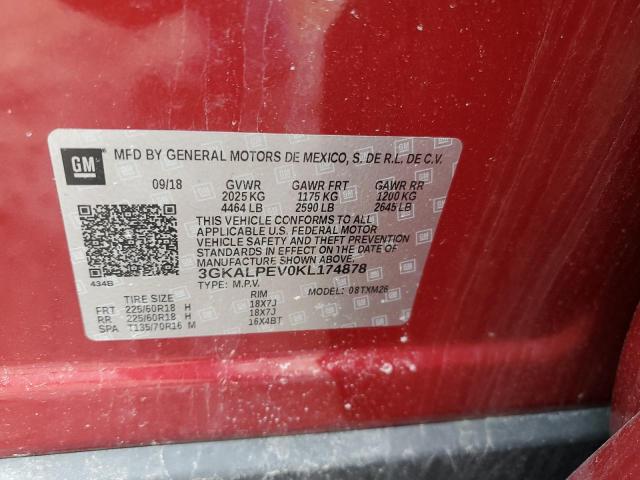 GM MFD BY GENERAL MOTORS DE MEXICO, S. DE R.L. DE C.V.
09/18 GVWR GAWR FRT GAWR RR
2025 KG 1175 KG 1200 KG
4464 LB 2590 LB 2645 LB
THIS VEHICLE CONFORMS TO ALL
APPLICABLE U.S. FEDERAL MOTOR
VEHICLE SAFETY AND THEFT PREVENTION
STANDARDS IN EFFECT ON THE DATE OF
MANUFACTURE SHOWN ABOVE.
3GKALPEV0KL174878
434B TYPE: M.P.V. MODEL: 08TXM26
TIRE SIZE RIM
FRT 225/60R18 H 18X7J
RR 225/60R18 H 18X7J
SPA T135/70R16 M 16X4BT